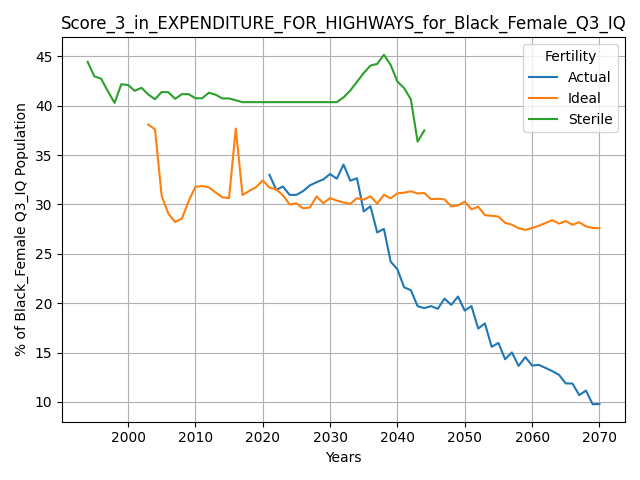 Score_3_in_EXPENDITURE_FOR_HIGHWAYS_for_Black_Female_Q3_IQ
% of Black_Female Q3_IQ Population
45
40
35
30
25
20
15
10
Fertility
Actual
Ideal
Sterile
2000 2010 2020 2030 2040 2050 2060 2070
Years